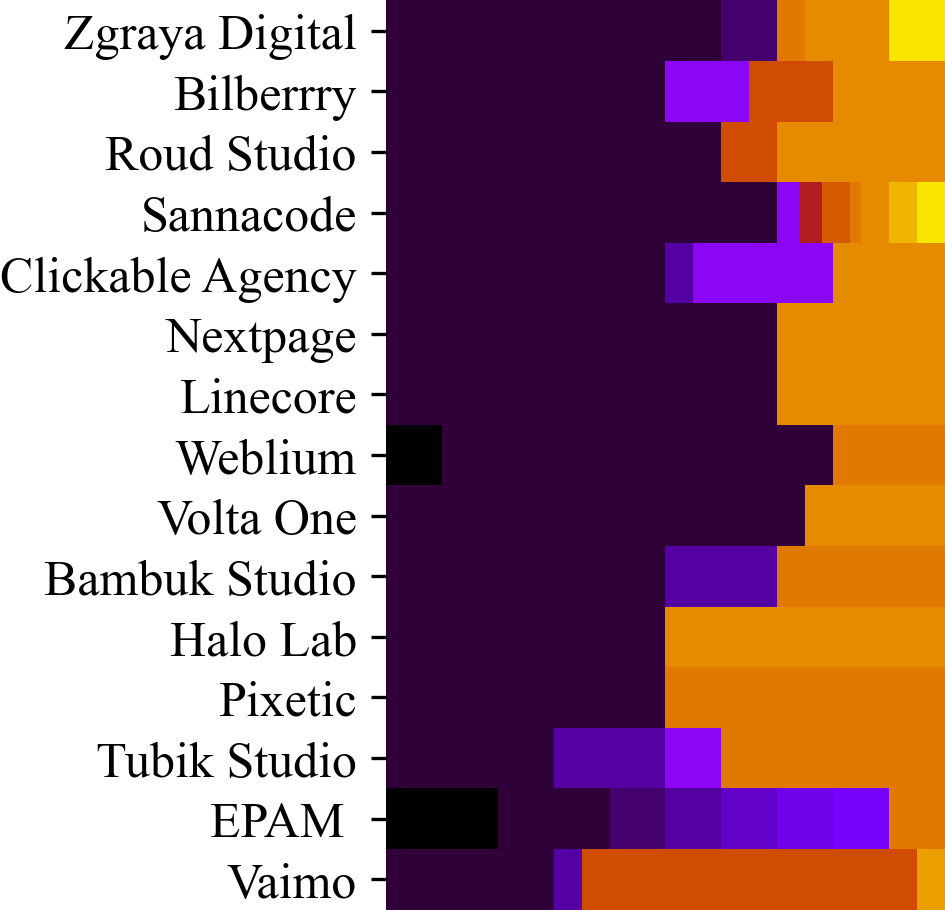 Zgraya Digital
Bilberrry
Roud Studio
Sannacode
Clickable Agency
Nextpage
Linecore
Weblium
Volta One
Bambuk Studio
Halo Lab
Pixetic
Tubik Studio
EPAM
Vaimo